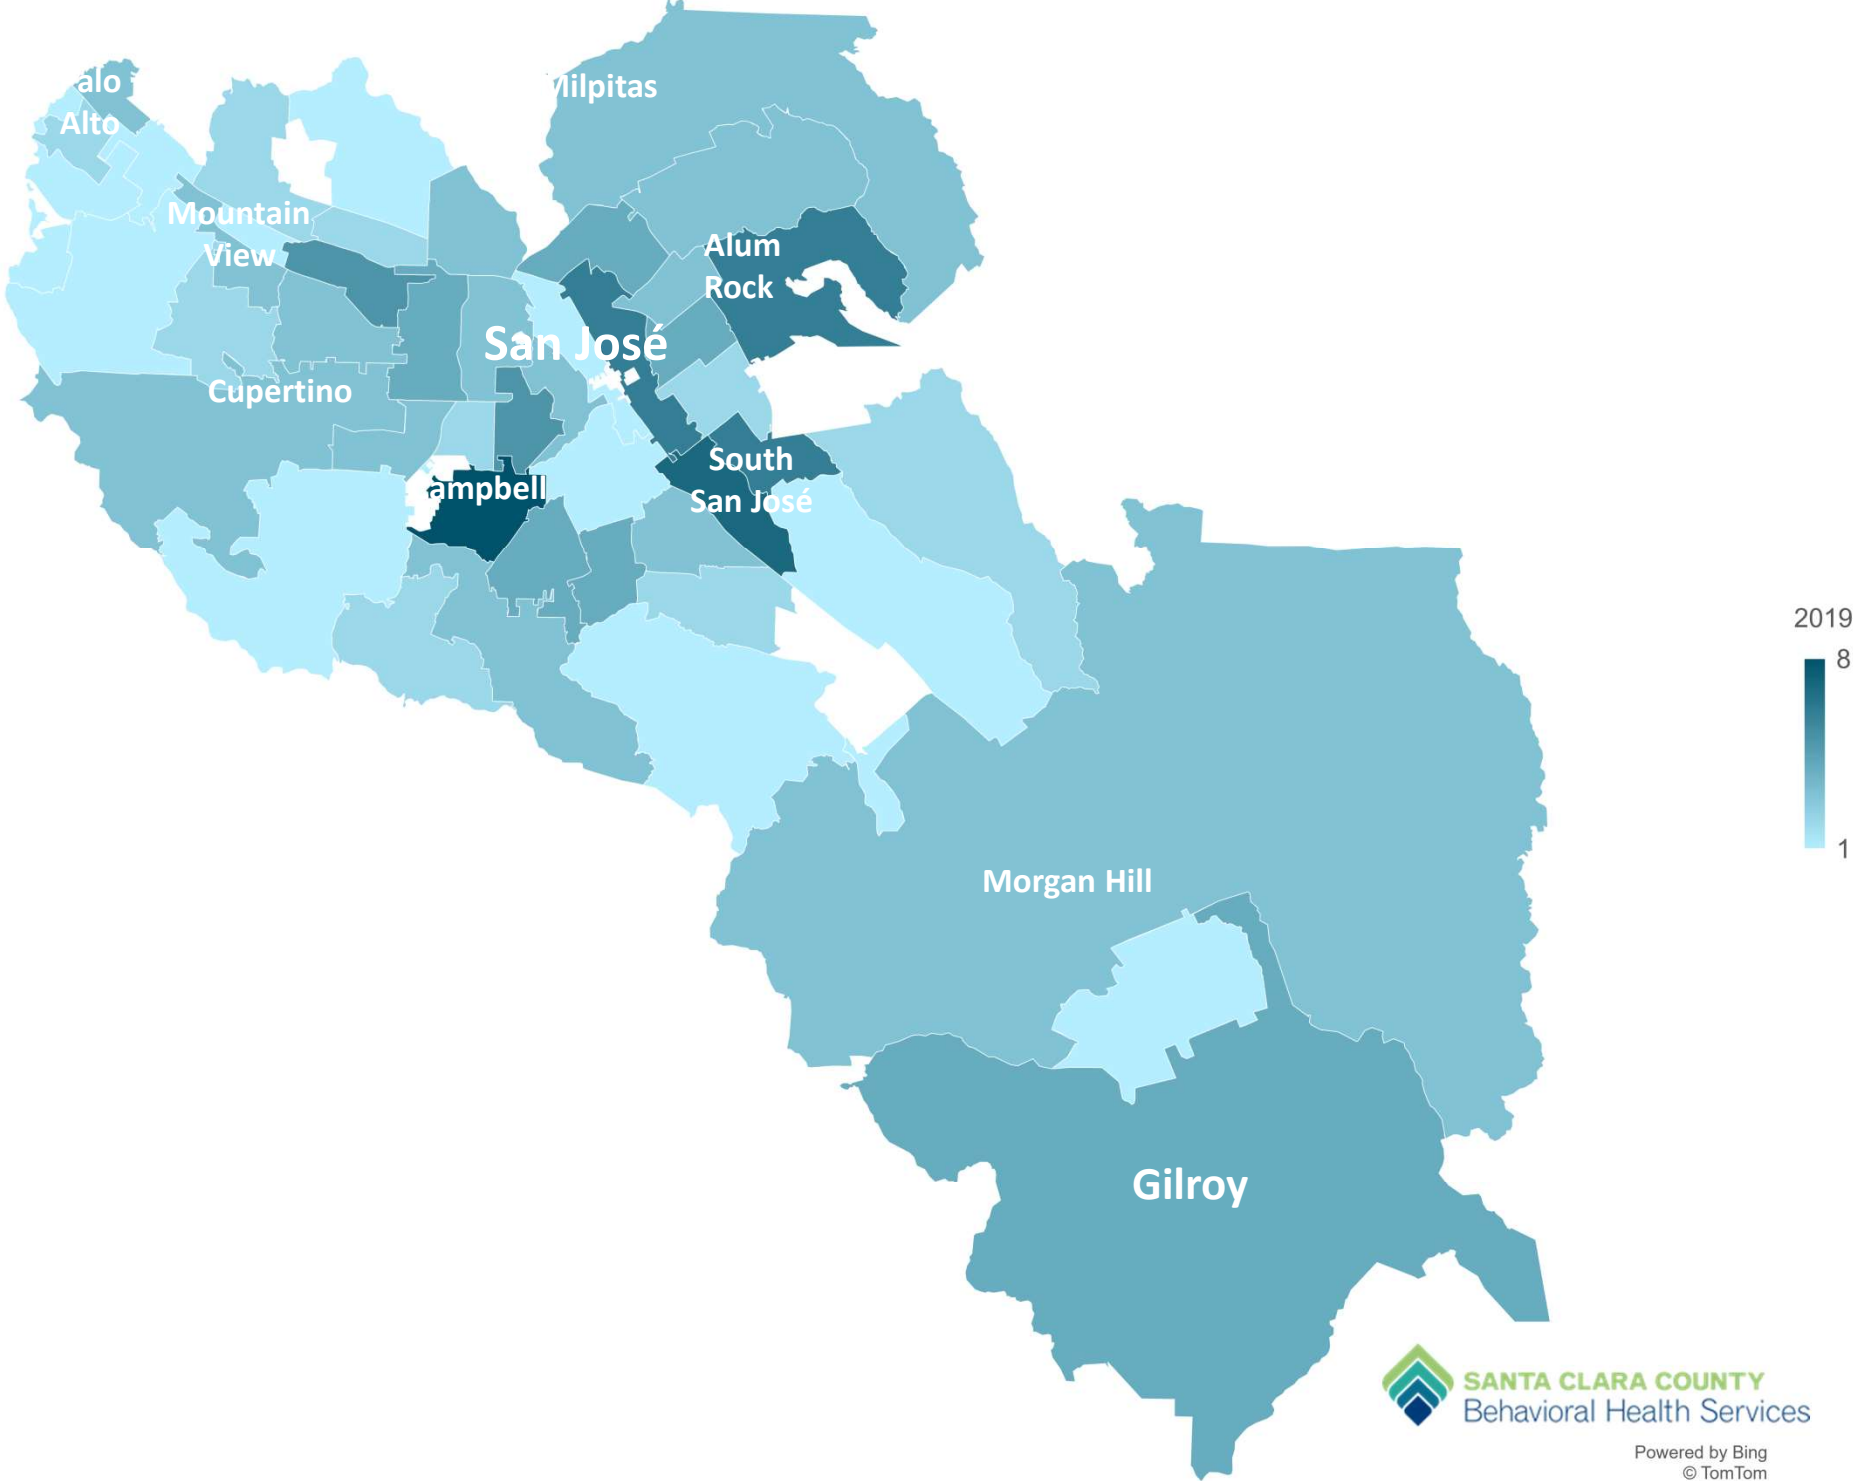 alo
Alto
Milpitas
Mountain
View
Alum
Rock
San José
Cupertino
South
San José
ampbell
2019
8
1
Morgan Hill
Gilroy
SANTA CLARA COUNTY
Behavioral Health Services
Powered by Bing
© TomTom